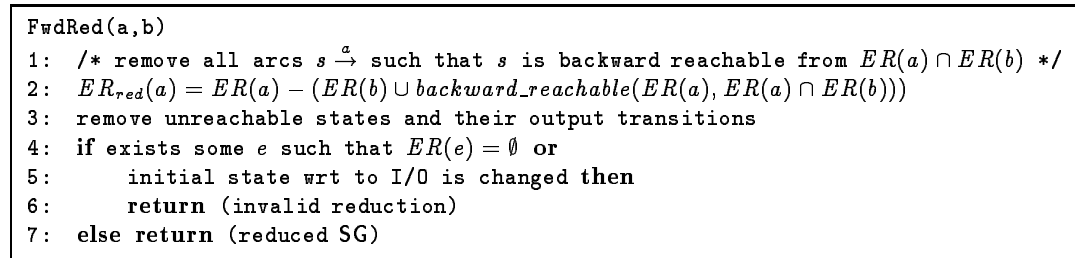 FwdRed(a,b)
1: /* remove all arcs s →ᵃ such that s is backward reachable from ER(a) ∩ ER(b) */
2: ER_red(a) = ER(a) − (ER(b) ∪ backward_reachable(ER(a), ER(a) ∩ ER(b)))
3: remove unreachable states and their output transitions
4: if exists some e such that ER(e) = ∅ or
5: initial state wrt to I/O is changed then
6: return (invalid reduction)
7: else return (reduced SG)